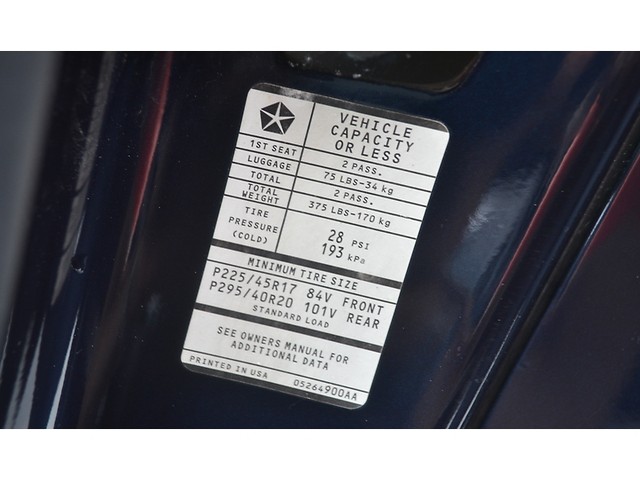 VEHICLE
CAPACITY
OR LESS
1ST SEAT 2 PASS.
LUGGAGE 75 LBS-34 kg
TOTAL 2 PASS.
TOTAL
WEIGHT 375 LBS-170 kg
TIRE
PRESSURE
(COLD)
28 PSI
193 kPa
MINIMUM TIRE SIZE
P225/45R17 84V FRONT
P295/40R20 101V REAR
STANDARD LOAD
SEE OWNERS MANUAL FOR
ADDITIONAL DATA
PRINTED IN USA 05264900AA